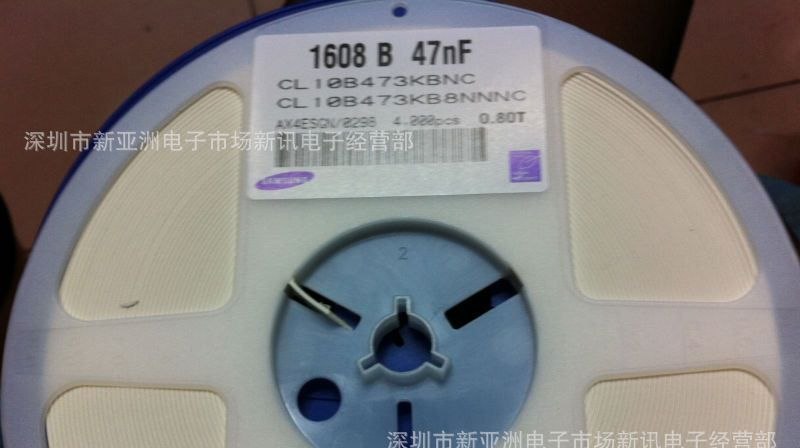 1608 B 47nF
CL10B473KBNC
CL10B473KB8NNNC
AX4ESGN/0296 4.000pcs 0.80T
深圳市新亚洲电子市场新讯电子经营部
SAMSUNG
2
深圳市新亚洲电子市场新讯电子经营部